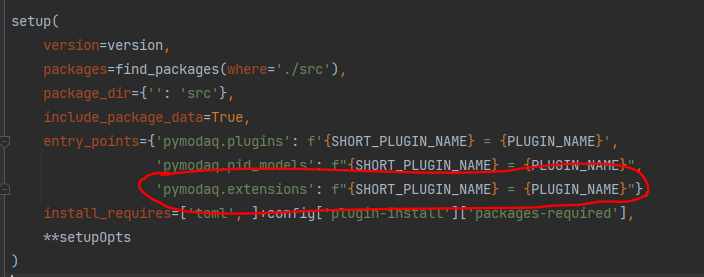 setup(
    version=version,
    packages=find_packages(where='./src'),
    package_dir={'': 'src'},
    include_package_data=True,
    entry_points={'pymodaq.plugins': f'{SHORT_PLUGIN_NAME} = {PLUGIN_NAME}',
                  'pymodaq.pid_models': f"{SHORT_PLUGIN_NAME} = {PLUGIN_NAME}",
                  'pymodaq.extensions': f"{SHORT_PLUGIN_NAME} = {PLUGIN_NAME}"},
    install_requires=['toml', ]+config['plugin-install']['packages-required'],
    **setupOpts
)